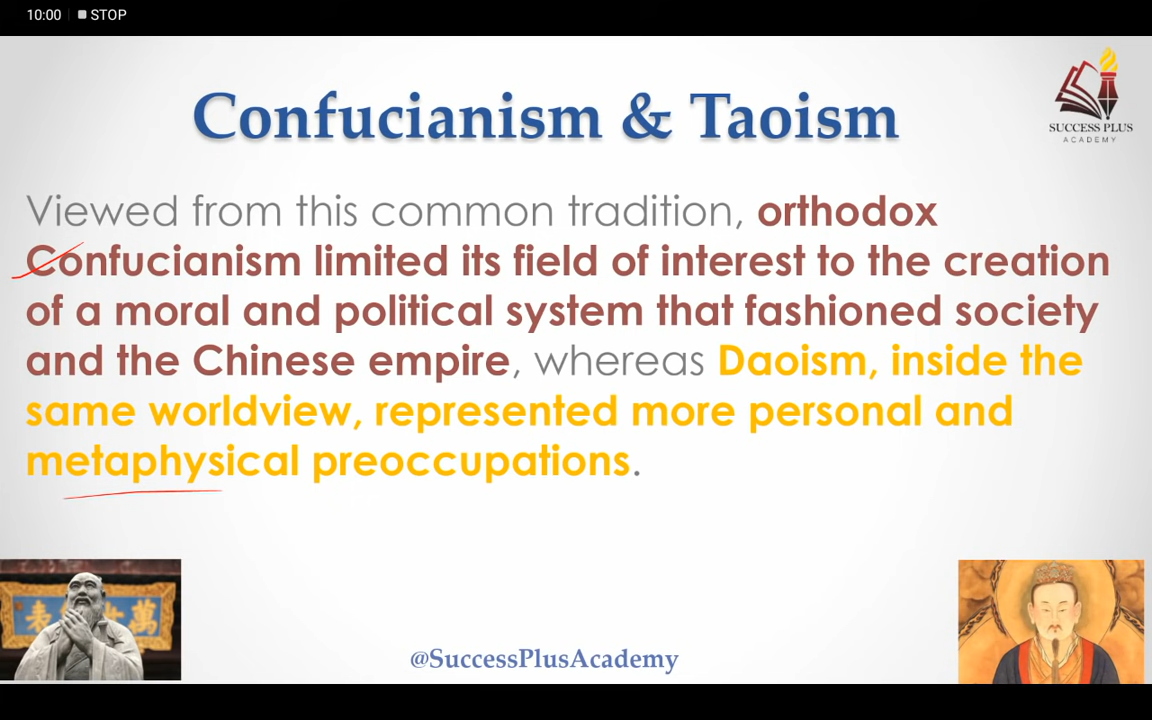 10:00 STOP
Confucianism & Taoism
SUCCESS PLUS
ACADEMY
Viewed from this common tradition, orthodox
Confucianism limited its field of interest to the creation
of a moral and political system that fashioned society
and the Chinese empire, whereas Daoism, inside the
same worldview, represented more personal and
metaphysical preoccupations.
@SuccessPlusAcademy